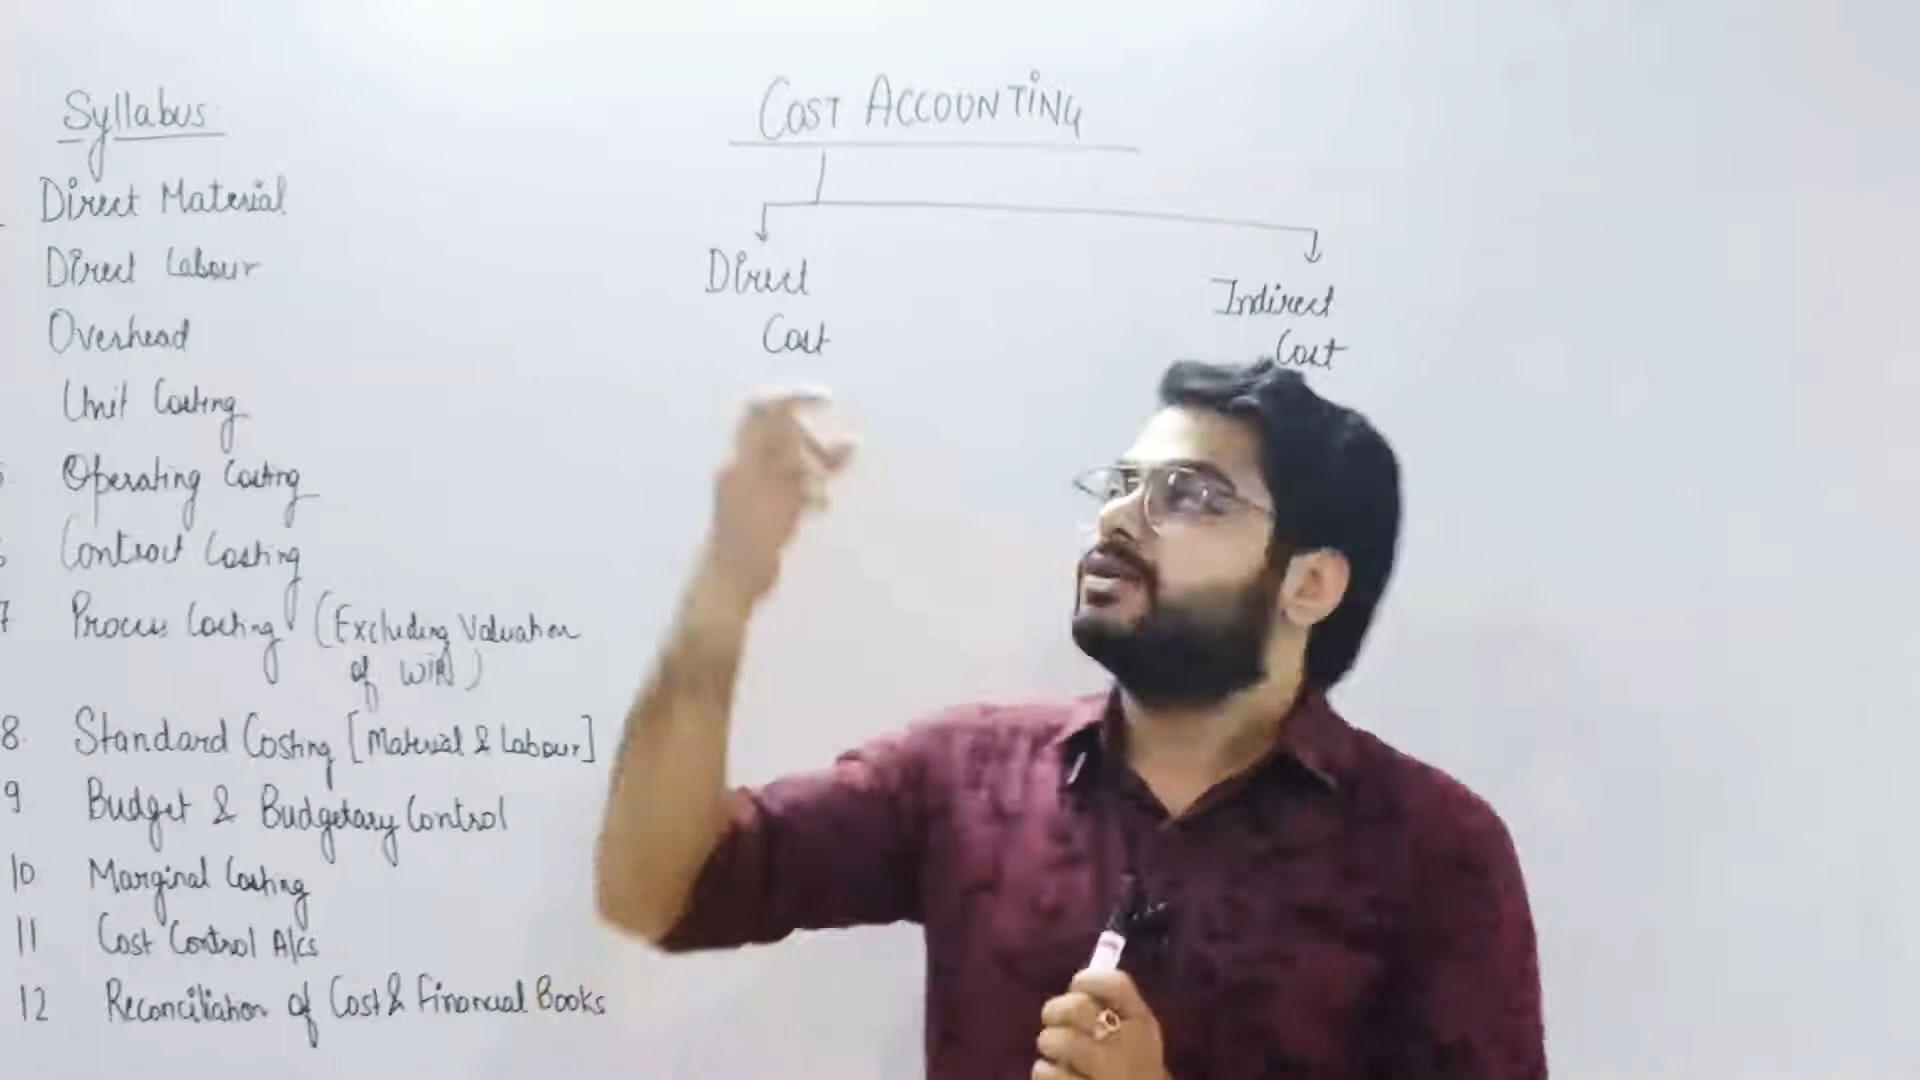 Syllabus
Direct Material
Direct Labour
Overhead
Unit Costing
Operating Costing
Contract Costing
7 Process Costing (Excluding Valuation
of WIP)
8. Standard Costing [Material & Labour]
9 Budget & Budgetary Control
10 Marginal Costing
11 Cost Control A/cs
12 Reconciliation of Cost & Financial Books
COST ACCOUNTING
Direct
Cost
Indirect
Cost